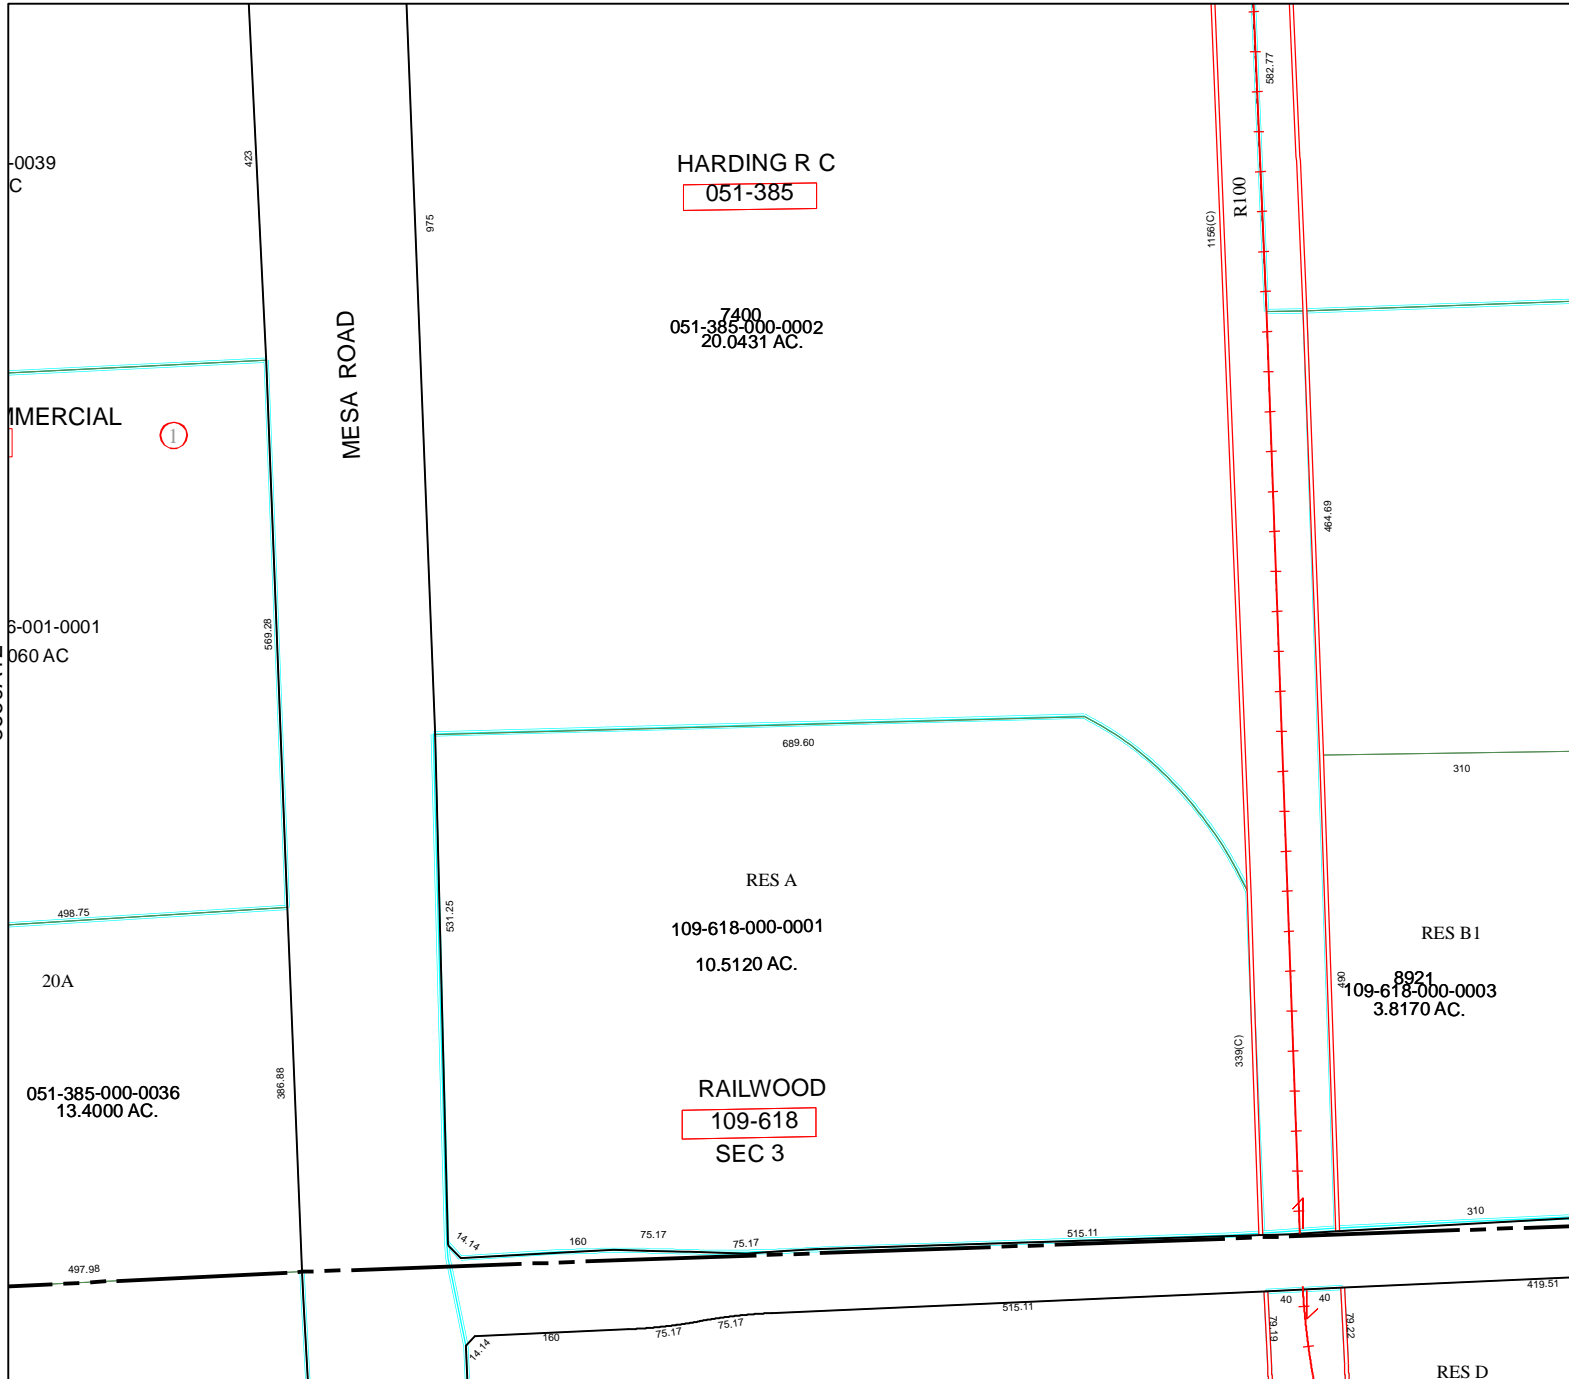 582.77
423
-0039
C
HARDING R C
051-385
R100
975
1156(C)
7400
051-385-000-0002
20.0431 AC.
MESA ROAD
MMERCIAL
1
464.69
569.28
6-001-0001
060 AC
689.60
310
RES A
531.25
498.75
109-618-000-0001
RES B1
10.5120 AC.
20A
490
8921
109-618-000-0003
3.8170 AC.
339(C)
386.88
051-385-000-0036
13.4000 AC.
RAILWOOD
109-618
SEC 3
310
14.14
160
75.17
75.17
515.11
497.98
419.51
40
40
515.11
79.19
79.22
160
75.17
75.17
14.14
RES D